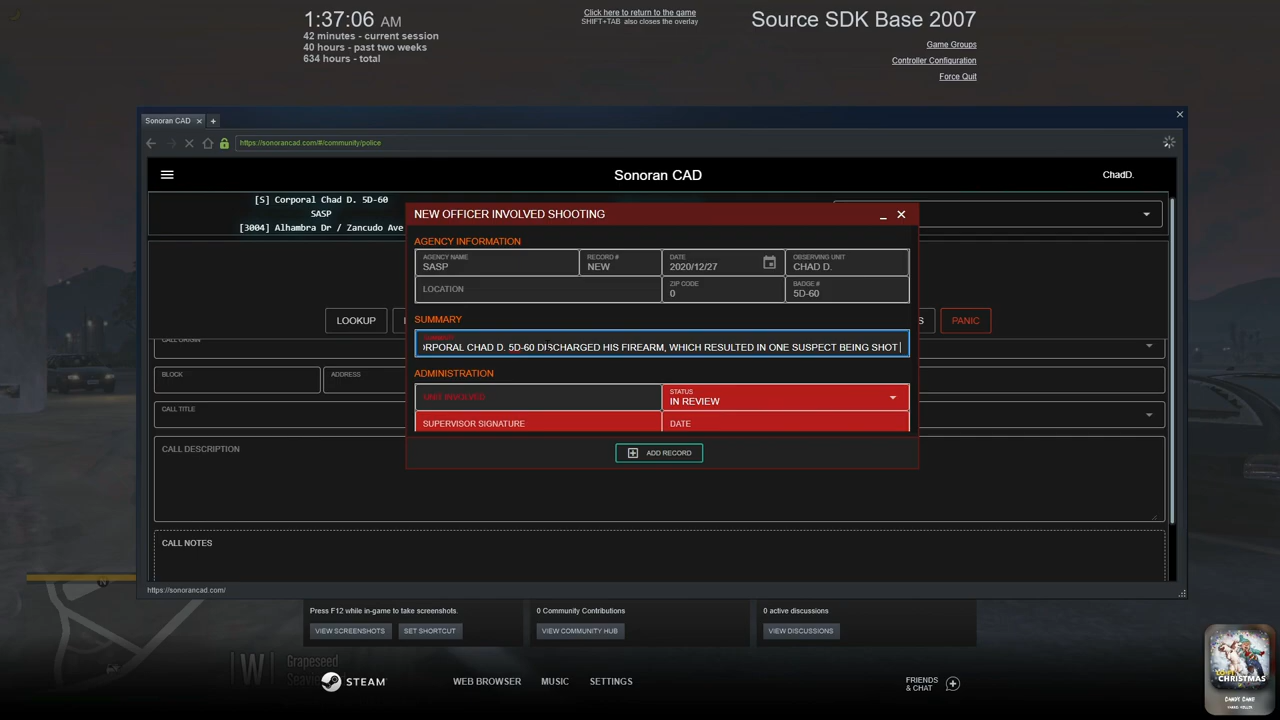 1:37:06 AM
42 minutes - current session
40 hours - past two weeks
634 hours - total
Click here to return to the game
SHIFT+TAB also closes the overlay
Source SDK Base 2007
Game Groups
Controller Configuration
Force Quit
Sonoran CAD
https://sonorancad.com/#/community/police
Sonoran CAD
ChadD.
[S] Corporal Chad D. 5D-60
SASP
[3004] Alhambra Dr / Zancudo Ave
NEW OFFICER INVOLVED SHOOTING
AGENCY INFORMATION
AGENCY NAME
SASP
RECORD #
NEW
DATE
2020/12/27
OBSERVING UNIT
CHAD D.
LOCATION
ZIP CODE
0
BADGE #
5D-60
LOOKUP
S
PANIC
SUMMARY
ORPORAL CHAD D. 5D-60 DISCHARGED HIS FIREARM, WHICH RESULTED IN ONE SUSPECT BEING SHOT
CALL ORIGIN
BLOCK
ADDRESS
ADMINISTRATION
UNIT INVOLVED
STATUS
IN REVIEW
SUPERVISOR SIGNATURE
DATE
CALL TITLE
ADD RECORD
CALL DESCRIPTION
CALL NOTES
https://sonorancad.com/
Press F12 while in-game to take screenshots.
VIEW SCREENSHOTS
SET SHORTCUT
0 Community Contributions
VIEW COMMUNITY HUB
0 active discussions
VIEW DISCUSSIONS
W
Grapeseed
STEAM
WEB BROWSER
MUSIC
SETTINGS
FRIENDS
& CHAT
CHRISTMAS
CANDY CANE